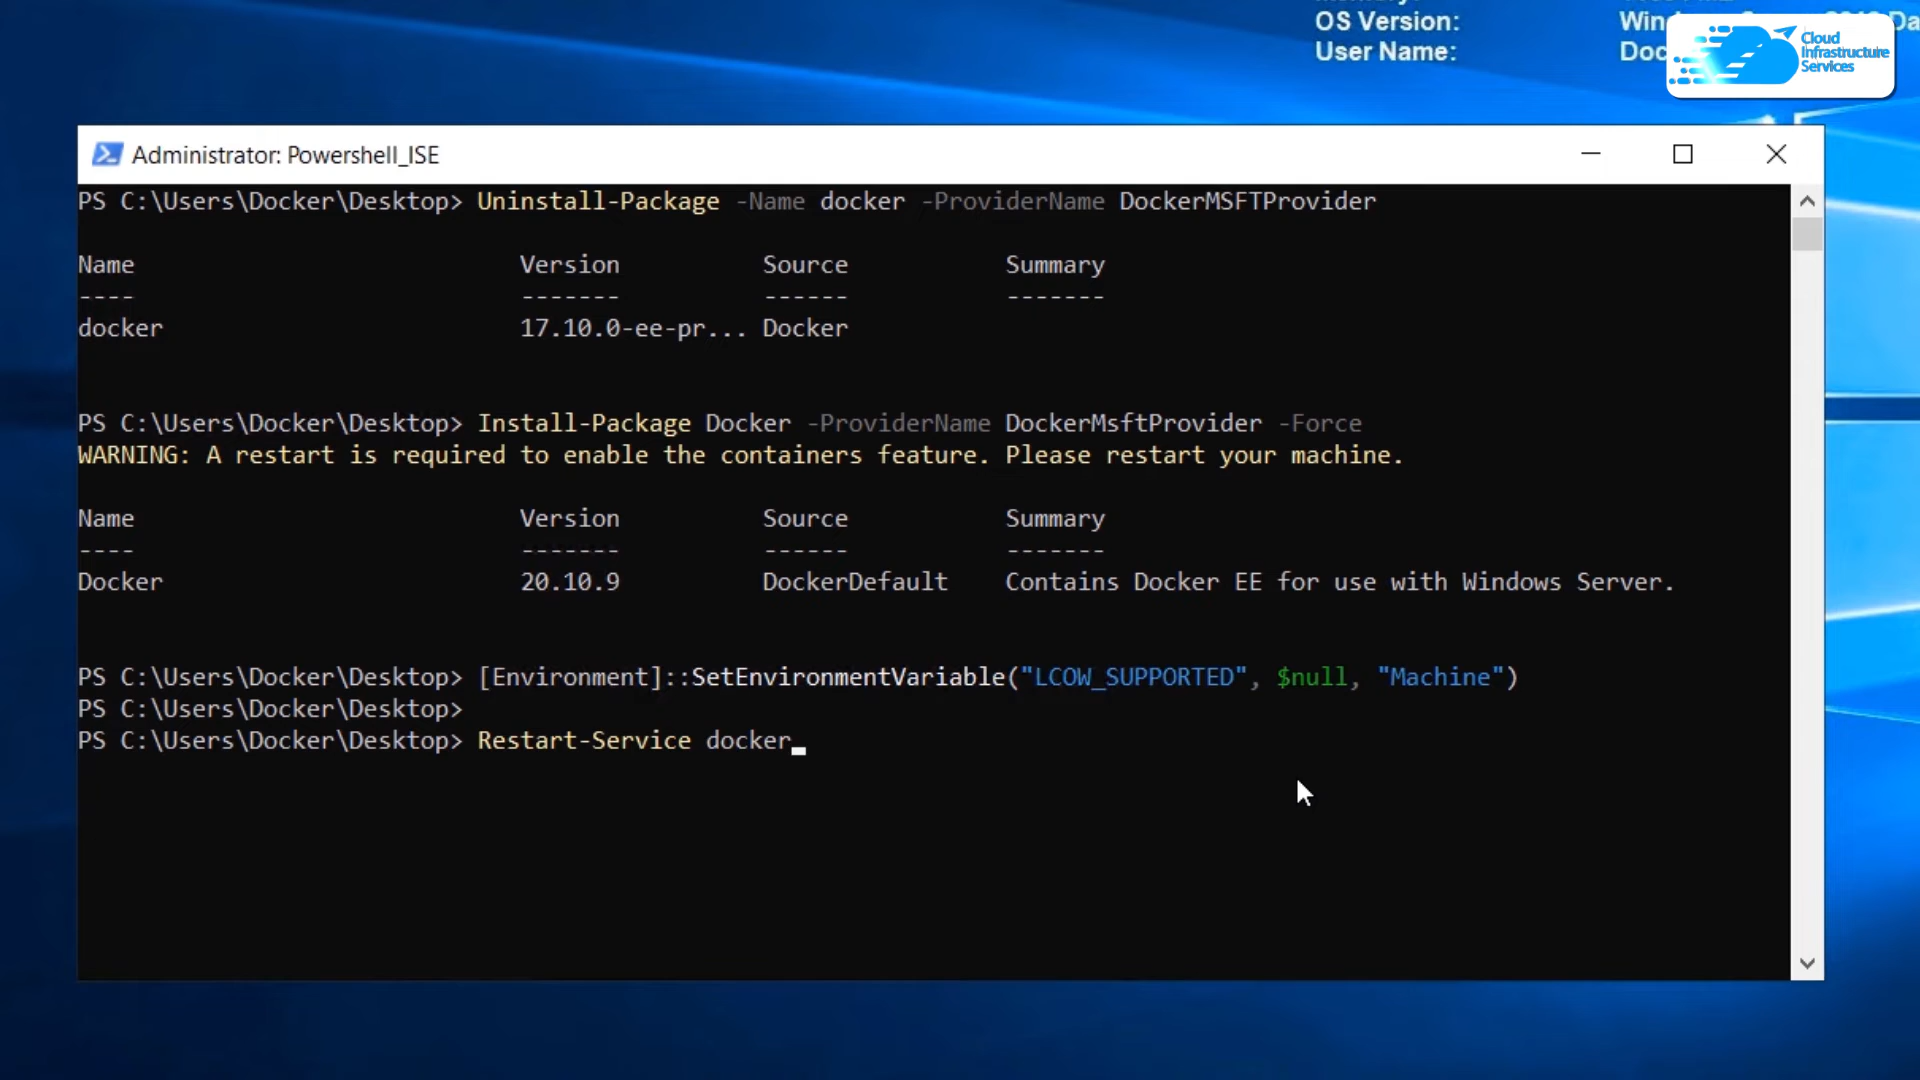 OS Version:
User Name:
Cloud
Infrastructure
Services
Administrator: Powershell_ISE
PS C:\Users\Docker\Desktop> Uninstall-Package -Name docker -ProviderName DockerMSFTProvider
Name Version Source Summary
---- ------- ------ -------
docker 17.10.0-ee-pr... Docker
PS C:\Users\Docker\Desktop> Install-Package Docker -ProviderName DockerMsftProvider -Force
WARNING: A restart is required to enable the containers feature. Please restart your machine.
Name Version Source Summary
---- ------- ------ -------
Docker 20.10.9 DockerDefault Contains Docker EE for use with Windows Server.
PS C:\Users\Docker\Desktop> [Environment]::SetEnvironmentVariable("LCOW_SUPPORTED", $null, "Machine")
PS C:\Users\Docker\Desktop>
PS C:\Users\Docker\Desktop> Restart-Service docker_